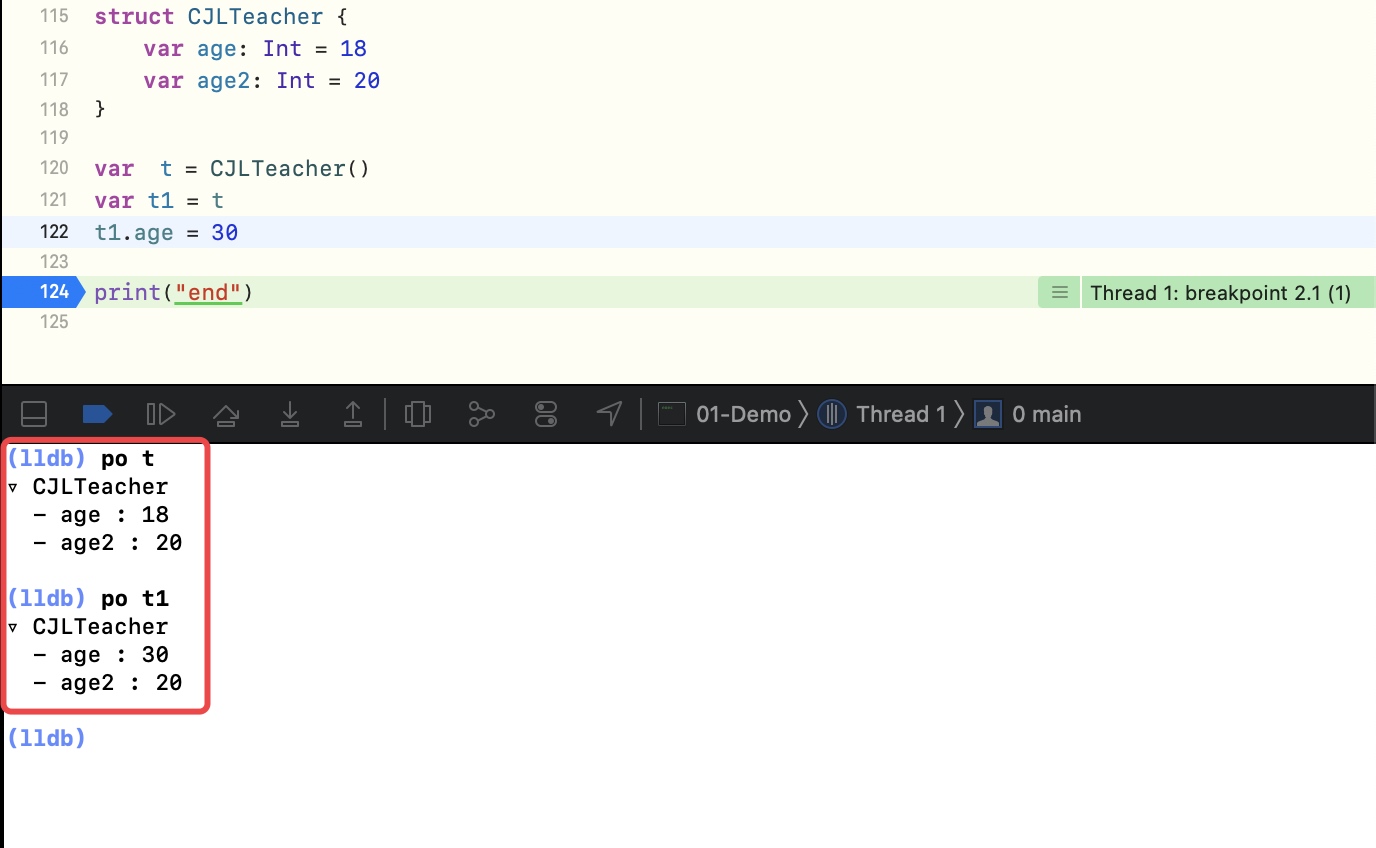 115 struct CJLTeacher {
116     var age: Int = 18
117     var age2: Int = 20
118 }
119
120 var  t = CJLTeacher()
121 var t1 = t
122 t1.age = 30
123
124 print("end") Thread 1: breakpoint 2.1 (1)
125
01-Demo Thread 1 0 main
(lldb) po t
▿ CJLTeacher
  - age : 18
  - age2 : 20
(lldb) po t1
▿ CJLTeacher
  - age : 30
  - age2 : 20
(lldb)